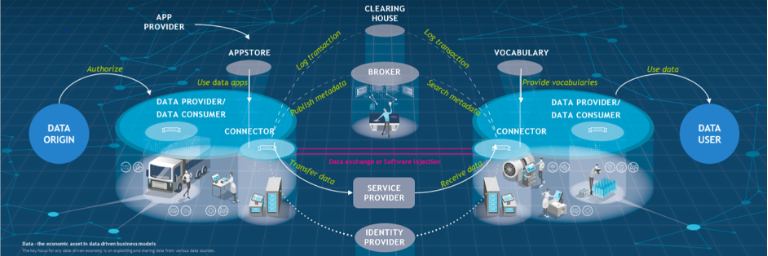 CLEARING
HOUSE
APP
PROVIDER
APPSTORE
VOCABULARY
Log transaction
Log transaction
Authorize
Use data apps
BROKER
Provide vocabularies
Use data
Publish metadata
Search metadata
DATA PROVIDER/
DATA CONSUMER
DATA PROVIDER/
DATA CONSUMER
DATA
ORIGIN
CONNECTOR
CONNECTOR
DATA
USER
Data exchange or Software injection
Transfer data
Receive data
SERVICE
PROVIDER
IDENTITY
PROVIDER
Data - the economic asset in data driven business models
The key focus for any data-driven economy is on exploiting and sharing data from various data sources.